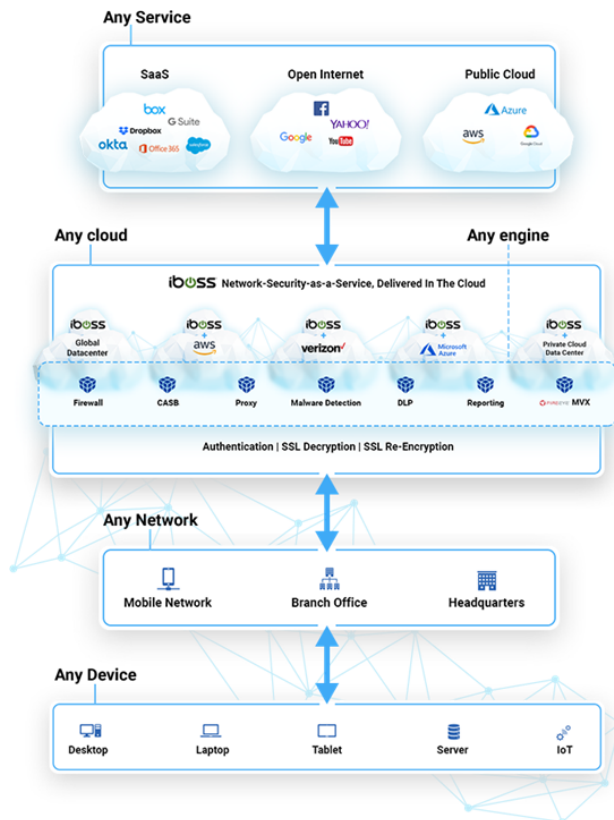 Any Service
SaaS
Open Internet
Public Cloud
box
G Suite
Dropbox
okta
Office 365
salesforce
YAHOO!
Google
YouTube
Azure
aws
Google Cloud
Any cloud
Any engine
iboss Network-Security-as-a-Service, Delivered In The Cloud
iboss
+
Global
Datacenter
iboss
+
aws
iboss
+
verizon
iboss
+
Microsoft
Azure
iboss
+
Private Cloud
Data Center
Firewall
CASB
Proxy
Malware Detection
DLP
Reporting
FIREEYE MVX
Authentication | SSL Decryption | SSL Re-Encryption
Any Network
Mobile Network
Branch Office
Headquarters
Any Device
Desktop
Laptop
Tablet
Server
IoT